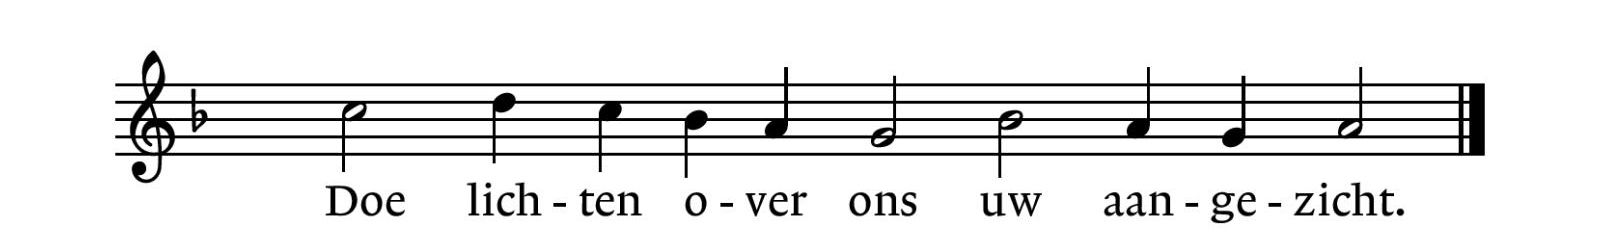 Doe lich - ten o - ver ons uw aan - ge - zicht.